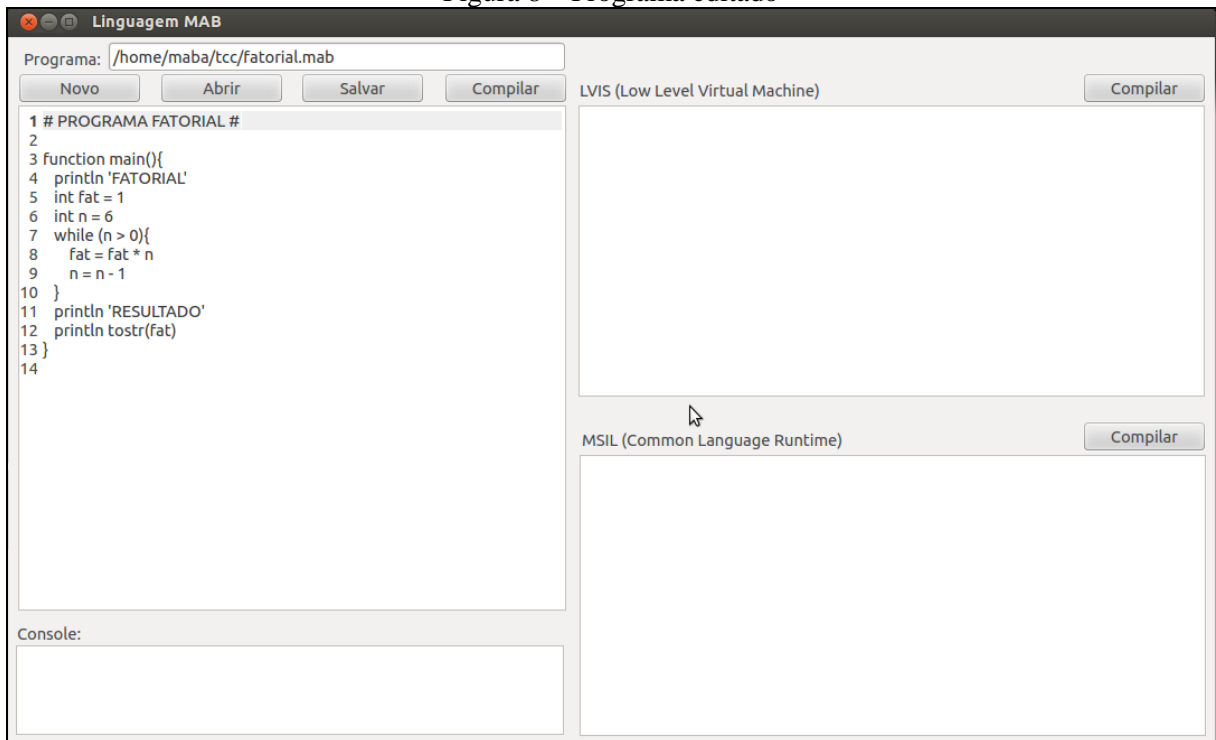 Linguagem MAB
Programa: /home/maba/tcc/fatorial.mab
Novo Abrir Salvar Compilar
1 # PROGRAMA FATORIAL #
2
3 function main(){
4 println 'FATORIAL'
5 int fat = 1
6 int n = 6
7 while (n > 0){
8 fat = fat * n
9 n = n - 1
10 }
11 println 'RESULTADO'
12 println tostr(fat)
13 }
14
Console:
LVIS (Low Level Virtual Machine) Compilar
MSIL (Common Language Runtime) Compilar